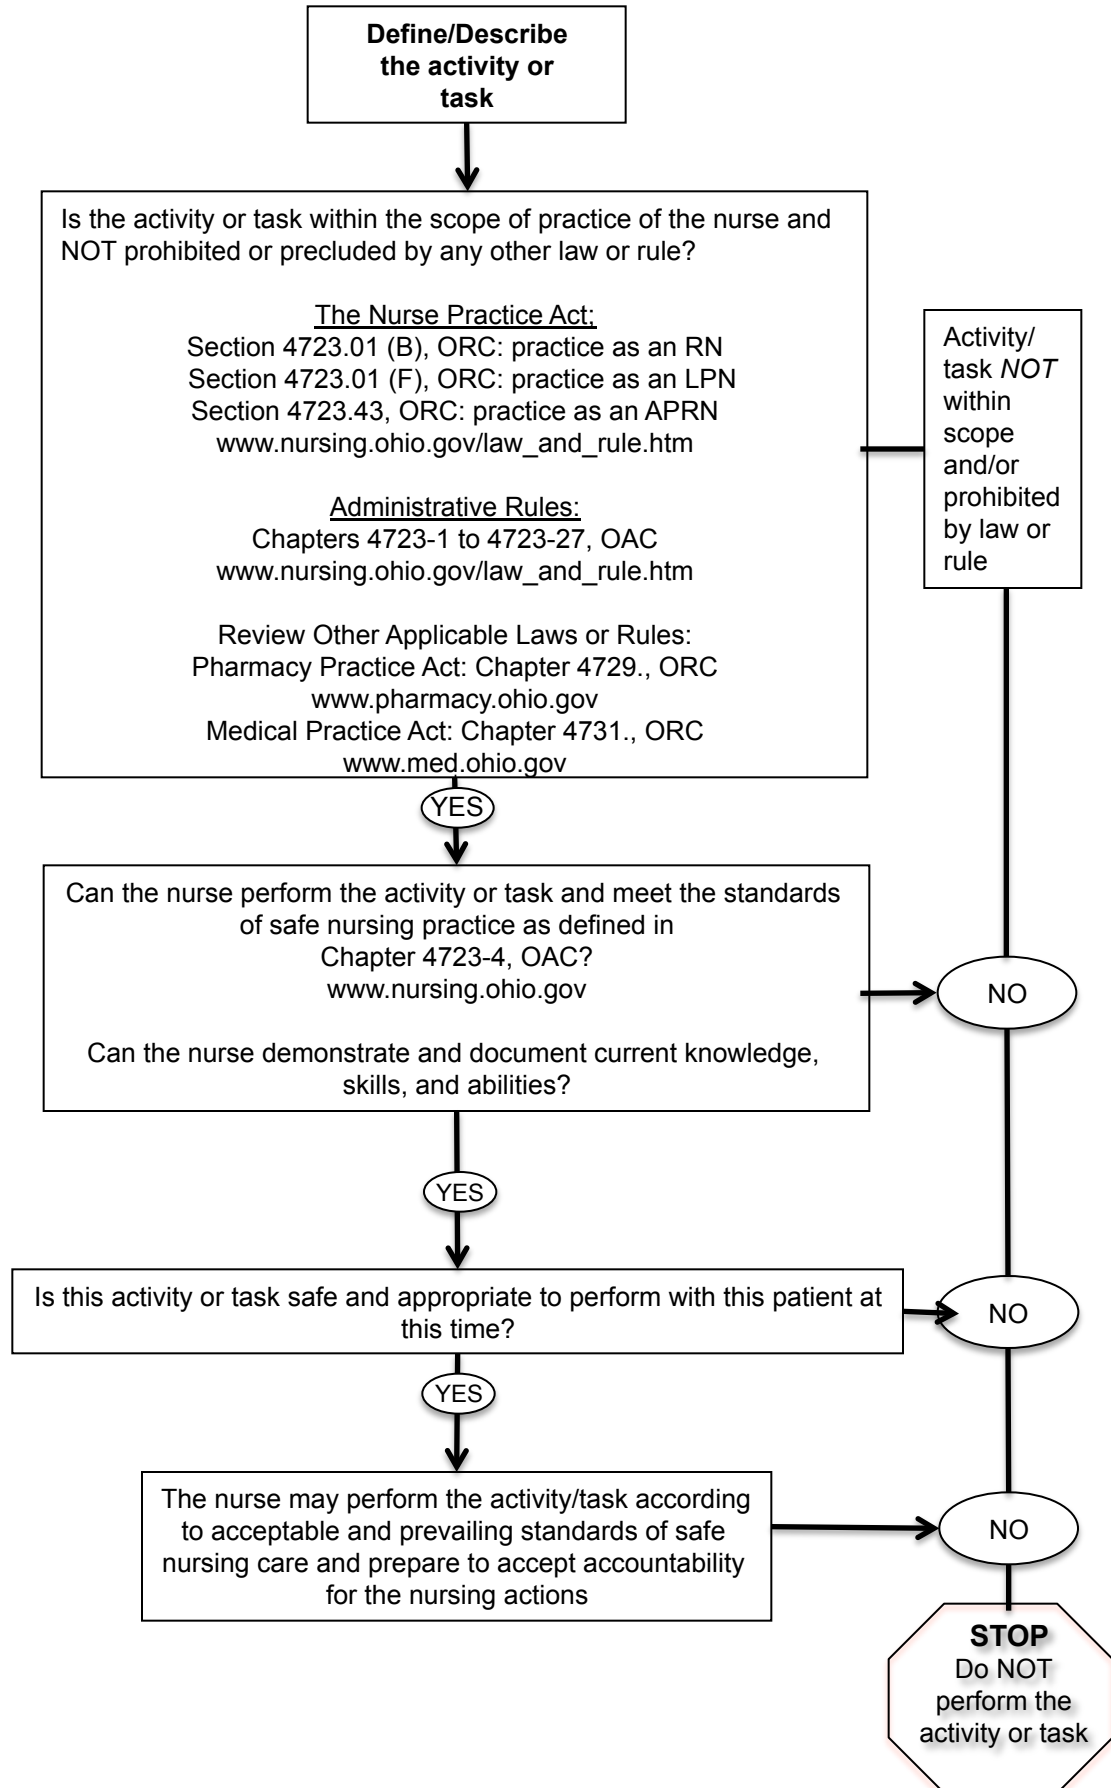 Define/Describe
the activity or
task
Is the activity or task within the scope of practice of the nurse and
NOT prohibited or precluded by any other law or rule?
The Nurse Practice Act;
Section 4723.01 (B), ORC: practice as an RN
Section 4723.01 (F), ORC: practice as an LPN
Section 4723.43, ORC: practice as an APRN
www.nursing.ohio.gov/law_and_rule.htm
Administrative Rules:
Chapters 4723-1 to 4723-27, OAC
www.nursing.ohio.gov/law_and_rule.htm
Review Other Applicable Laws or Rules:
Pharmacy Practice Act: Chapter 4729., ORC
www.pharmacy.ohio.gov
Medical Practice Act: Chapter 4731., ORC
www.med.ohio.gov
Activity/
task NOT
within
scope
and/or
prohibited
by law or
rule
YES
Can the nurse perform the activity or task and meet the standards
of safe nursing practice as defined in
Chapter 4723-4, OAC?
www.nursing.ohio.gov
Can the nurse demonstrate and document current knowledge,
skills, and abilities?
NO
YES
Is this activity or task safe and appropriate to perform with this patient at
this time?
NO
YES
The nurse may perform the activity/task according
to acceptable and prevailing standards of safe
nursing care and prepare to accept accountability
for the nursing actions
NO
STOP
Do NOT
perform the
activity or task